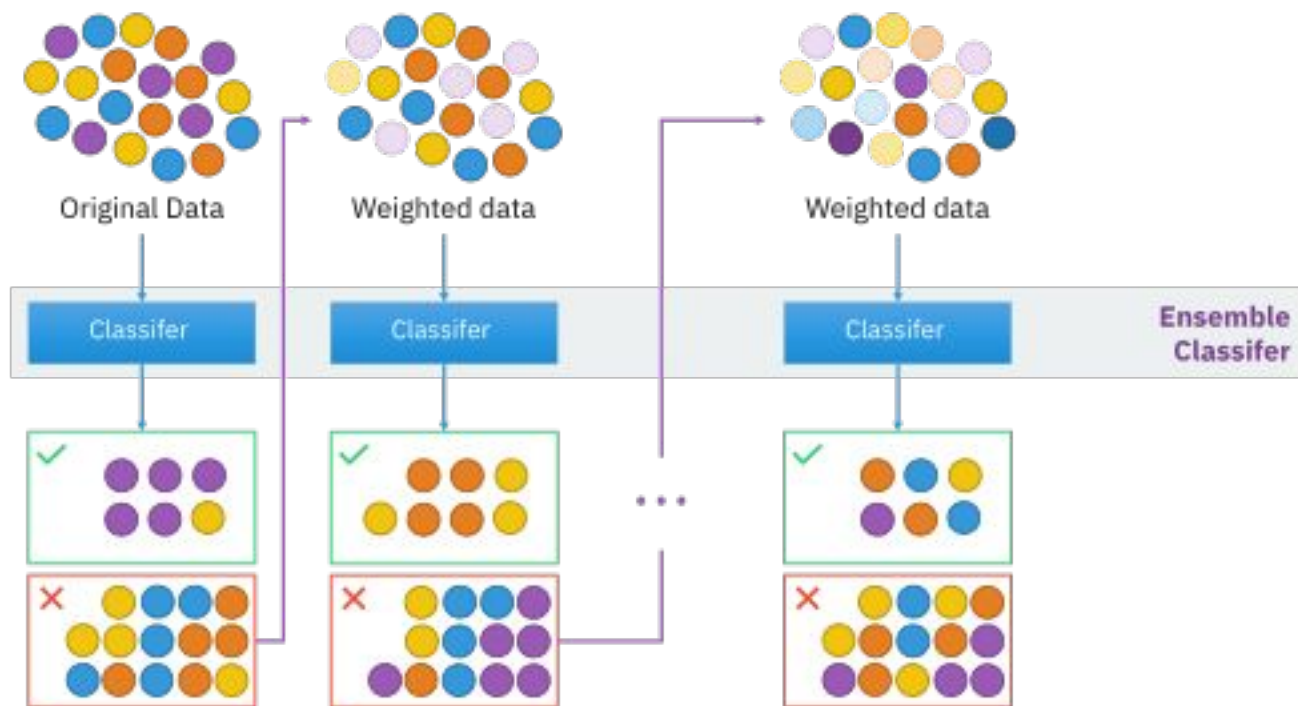 Original Data
Weighted data
Weighted data
Classifer
Classifer
Classifer
Ensemble
Classifer